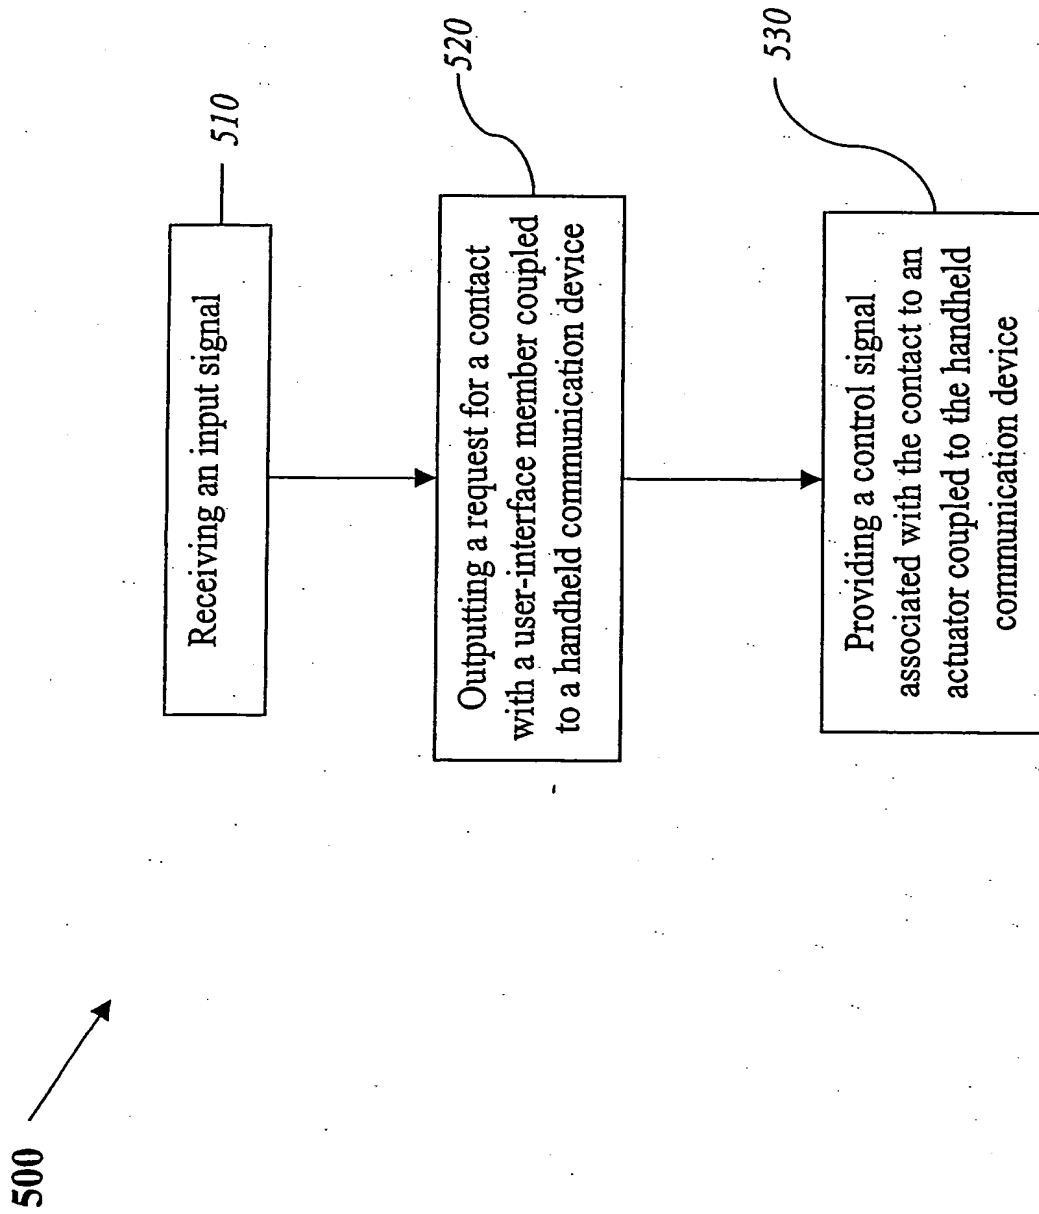 500
Receiving an input signal
510
Outputting a request for a contact
with a user-interface member coupled
to a handheld communication device
520
Providing a control signal
associated with the contact to an
actuator coupled to the handheld
communication device
530